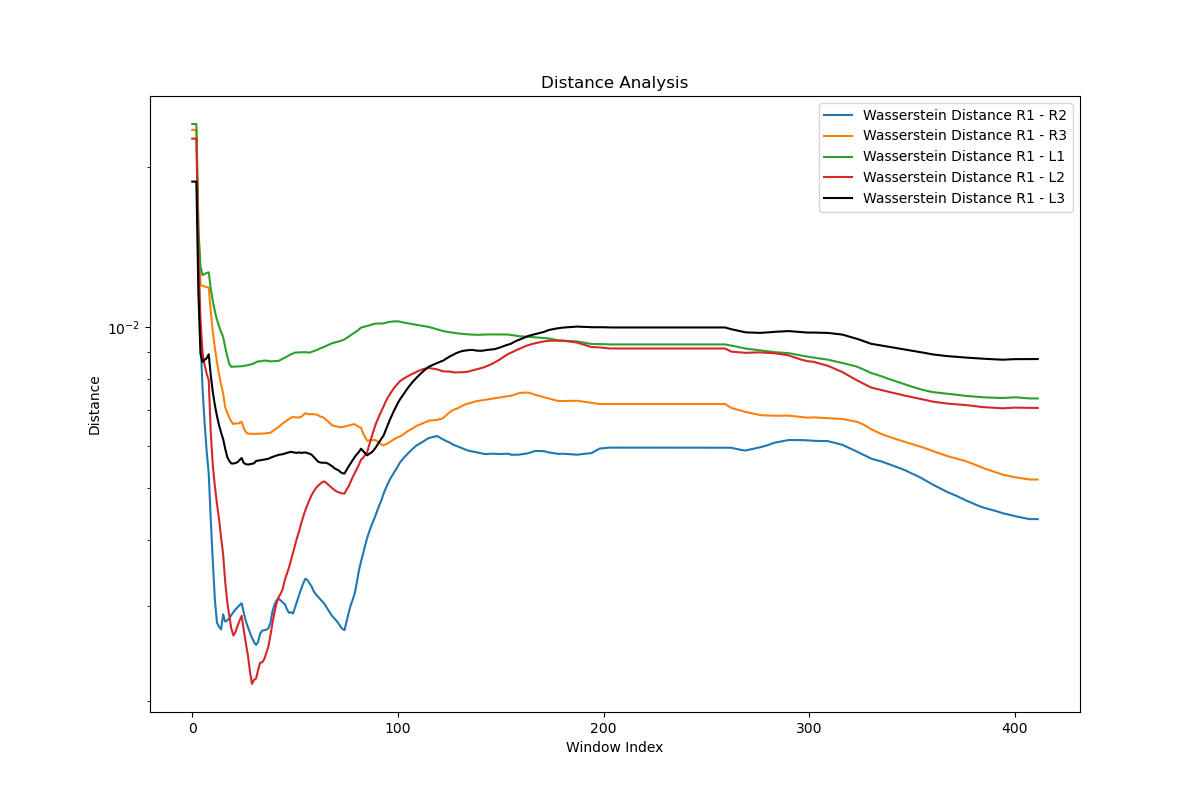 Distance Analysis
Wasserstein Distance R1 - R2
Wasserstein Distance R1 - R3
Wasserstein Distance R1 - L1
Wasserstein Distance R1 - L2
Wasserstein Distance R1 - L3
10⁻²
Distance
0 100 200 300 400
Window Index